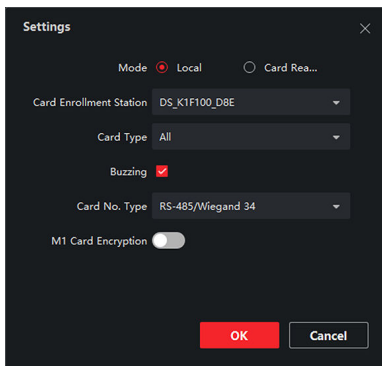 Settings
Mode Local Card Rea...
Card Enrollment Station DS_K1F100_D8E
Card Type All
Buzzing
Card No. Type RS-485/Wiegand 34
M1 Card Encryption
OK Cancel